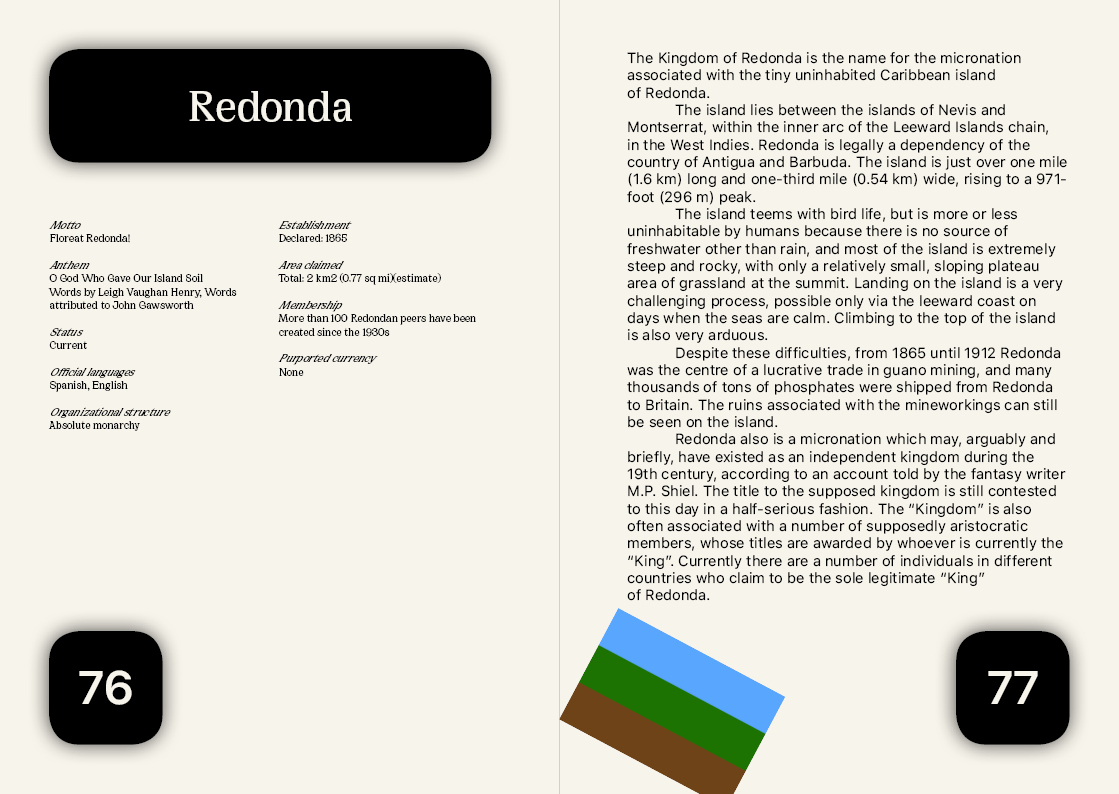 Redonda
Motto
Floreat Redonda!
Anthem
O God Who Gave Our Island Soil
Words by Leigh Vaughan Henry, Words
attributed to John Gawsworth
Status
Current
Official languages
Spanish, English
Organizational structure
Absolute monarchy
Establishment
Declared: 1865
Area claimed
Total: 2 km2 (0.77 sq mi)(estimate)
Membership
More than 100 Redondan peers have been
created since the 1930s
Purported currency
None
76
The Kingdom of Redonda is the name for the micronation
associated with the tiny uninhabited Caribbean island
of Redonda.
The island lies between the islands of Nevis and
Montserrat, within the inner arc of the Leeward Islands chain,
in the West Indies. Redonda is legally a dependency of the
country of Antigua and Barbuda. The island is just over one mile
(1.6 km) long and one-third mile (0.54 km) wide, rising to a 971-
foot (296 m) peak.
The island teems with bird life, but is more or less
uninhabitable by humans because there is no source of
freshwater other than rain, and most of the island is extremely
steep and rocky, with only a relatively small, sloping plateau
area of grassland at the summit. Landing on the island is a very
challenging process, possible only via the leeward coast on
days when the seas are calm. Climbing to the top of the island
is also very arduous.
Despite these difficulties, from 1865 until 1912 Redonda
was the centre of a lucrative trade in guano mining, and many
thousands of tons of phosphates were shipped from Redonda
to Britain. The ruins associated with the mineworkings can still
be seen on the island.
Redonda also is a micronation which may, arguably and
briefly, have existed as an independent kingdom during the
19th century, according to an account told by the fantasy writer
M.P. Shiel. The title to the supposed kingdom is still contested
to this day in a half-serious fashion. The “Kingdom” is also
often associated with a number of supposedly aristocratic
members, whose titles are awarded by whoever is currently the
“King”. Currently there are a number of individuals in different
countries who claim to be the sole legitimate “King”
of Redonda.
77